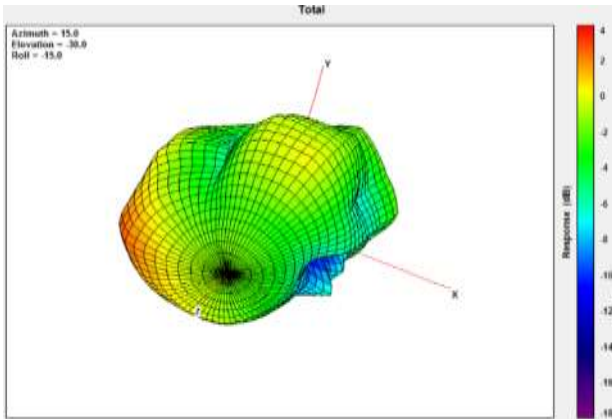 Total
Azimuth = 15.0
Elevation = -30.0
Roll = -15.0
Y
X
4
2
0
-2
-4
-6
-8
-10
-12
-14
-16
Response (dB)